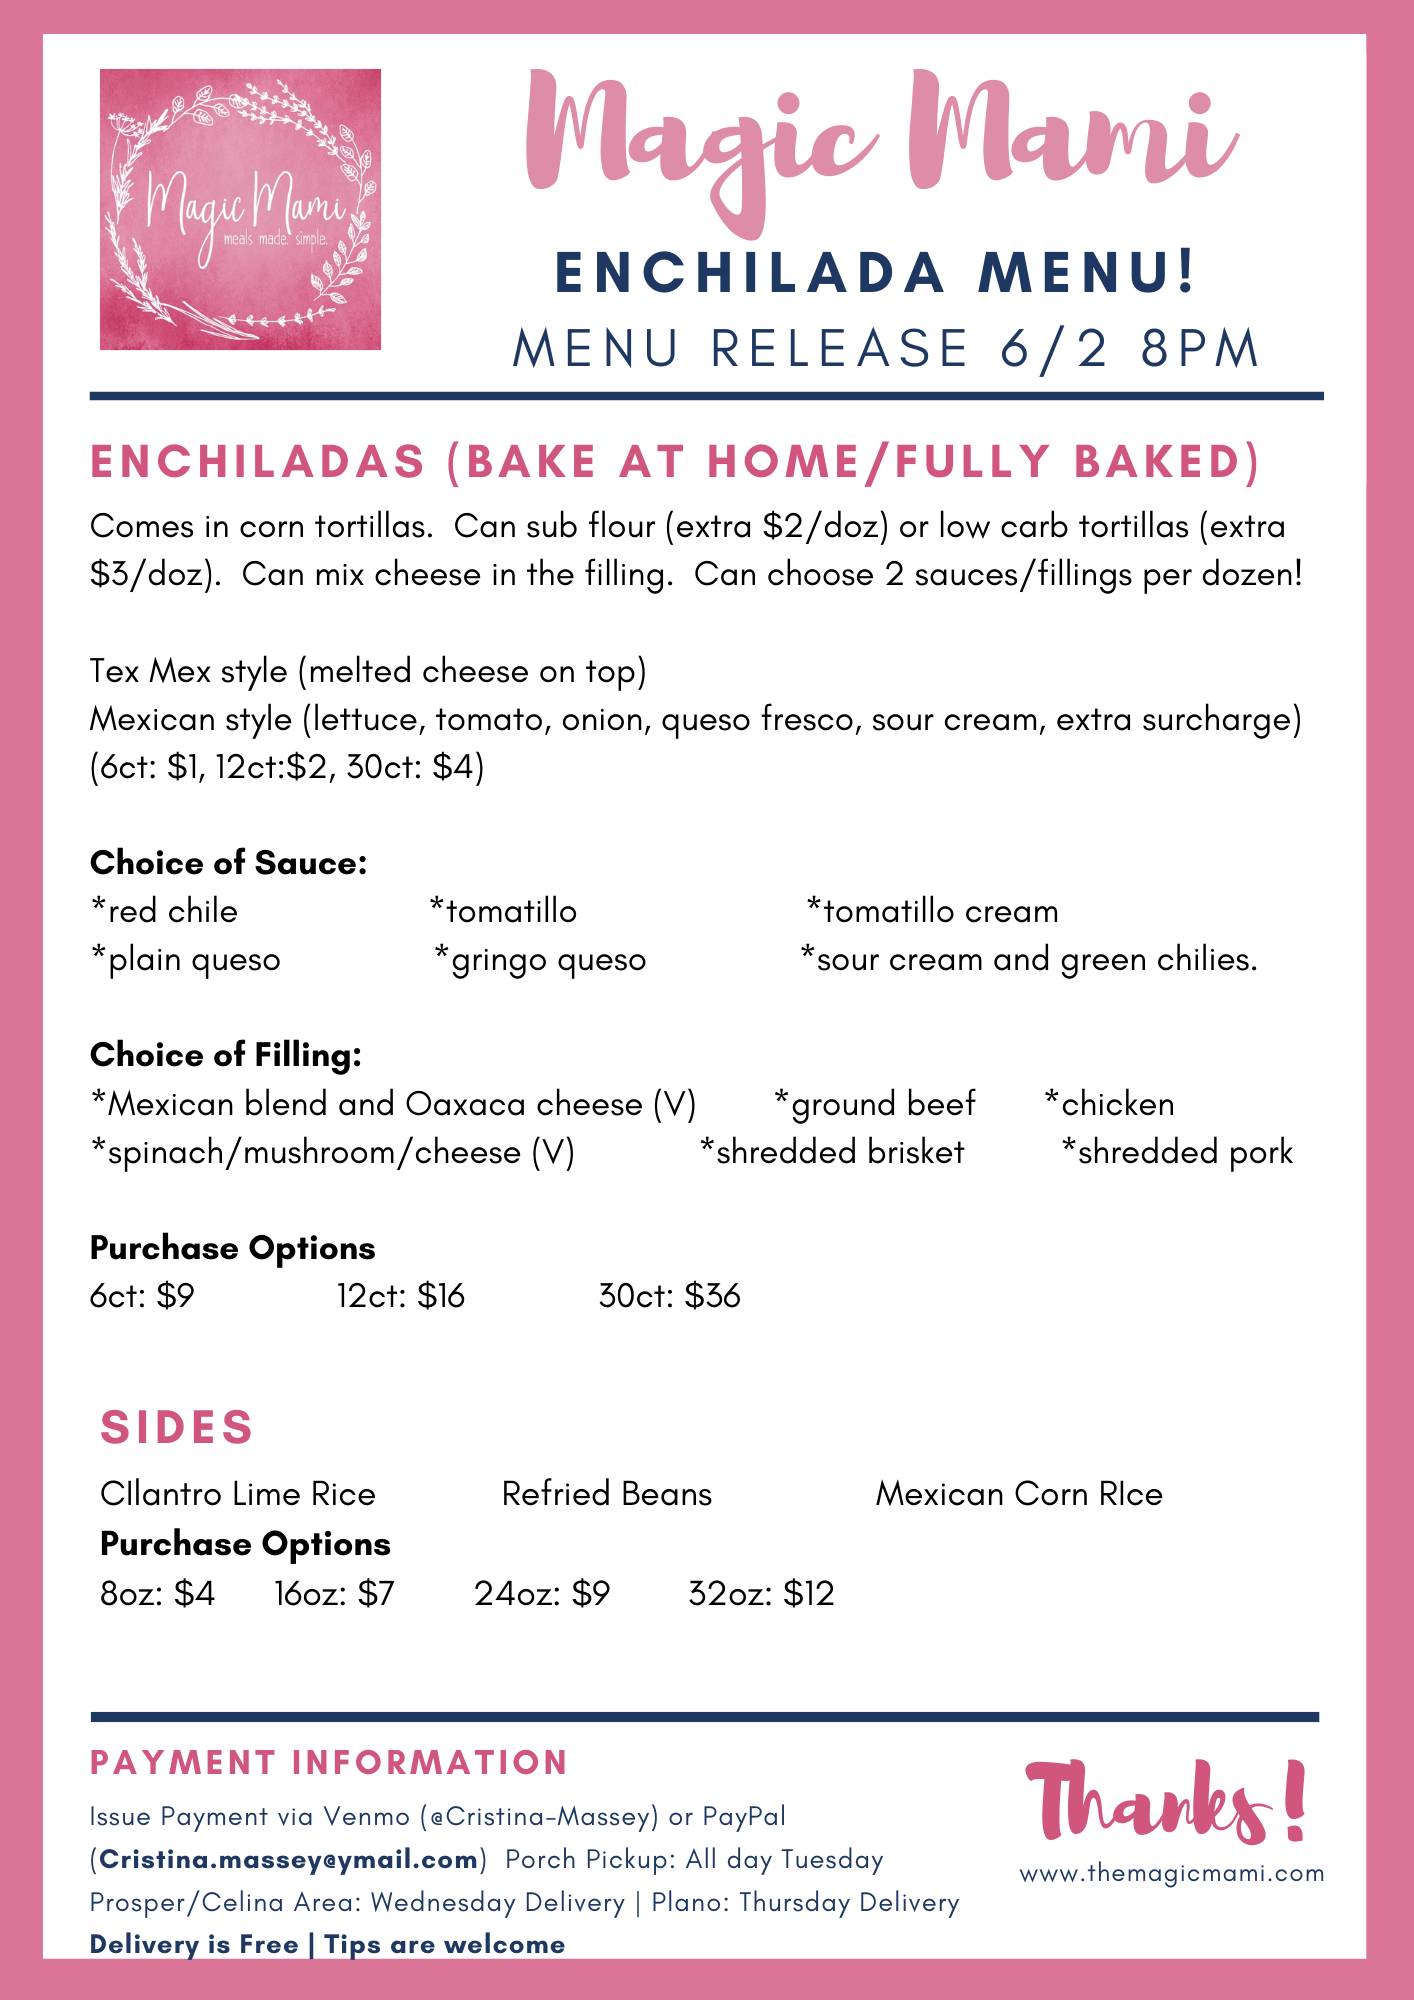 Magic Mami
meals made. simple.
Magic Mami
ENCHILADA MENU!
MENU RELEASE 6/2 8PM
ENCHILADAS (BAKE AT HOME/FULLY BAKED)
Comes in corn tortillas. Can sub flour (extra $2/doz) or low carb tortillas (extra
$3/doz). Can mix cheese in the filling. Can choose 2 sauces/fillings per dozen!
Tex Mex style (melted cheese on top)
Mexican style (lettuce, tomato, onion, queso fresco, sour cream, extra surcharge)
(6ct: $1, 12ct:$2, 30ct: $4)
Choice of Sauce:
*red chile *tomatillo *tomatillo cream
*plain queso *gringo queso *sour cream and green chilies.
Choice of Filling:
*Mexican blend and Oaxaca cheese (V) *ground beef *chicken
*spinach/mushroom/cheese (V) *shredded brisket *shredded pork
Purchase Options
6ct: $9 12ct: $16 30ct: $36
SIDES
CIlantro Lime Rice Refried Beans Mexican Corn RIce
Purchase Options
8oz: $4 16oz: $7 24oz: $9 32oz: $12
PAYMENT INFORMATION
Issue Payment via Venmo (@Cristina-Massey) or PayPal
(Cristina.massey@ymail.com) Porch Pickup: All day Tuesday
Prosper/Celina Area: Wednesday Delivery | Plano: Thursday Delivery
Delivery is Free | Tips are welcome
Thanks!
www.themagicmami.com